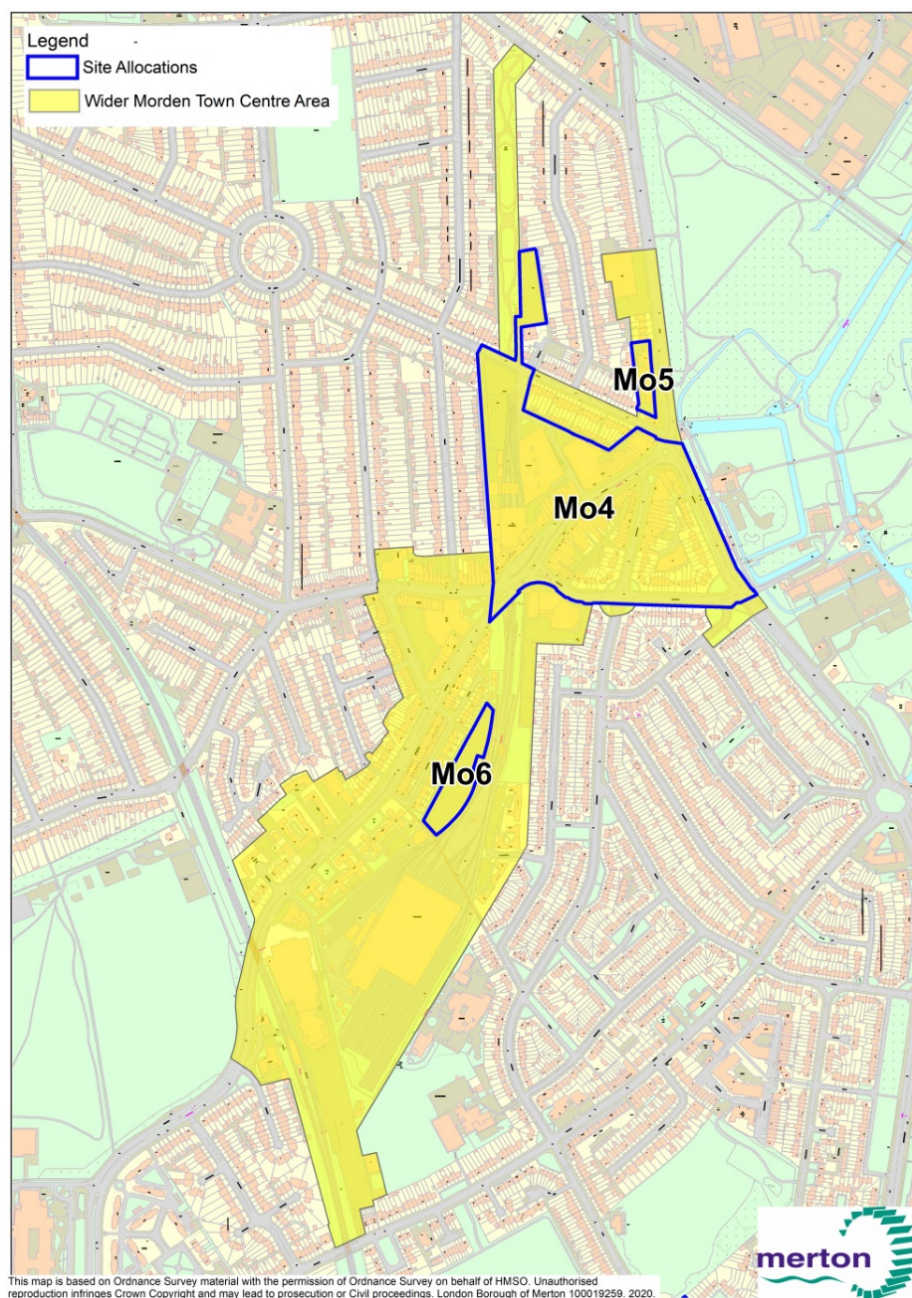 Legend
Site Allocations
Wider Morden Town Centre Area
Mo5
Mo4
Mo6
merton
This map is based on Ordnance Survey material with the permission of Ordnance Survey on behalf of HMSO. Unauthorised
reproduction infringes Crown Copyright and may lead to prosecution or Civil proceedings. London Borough of Merton 100019259. 2020.